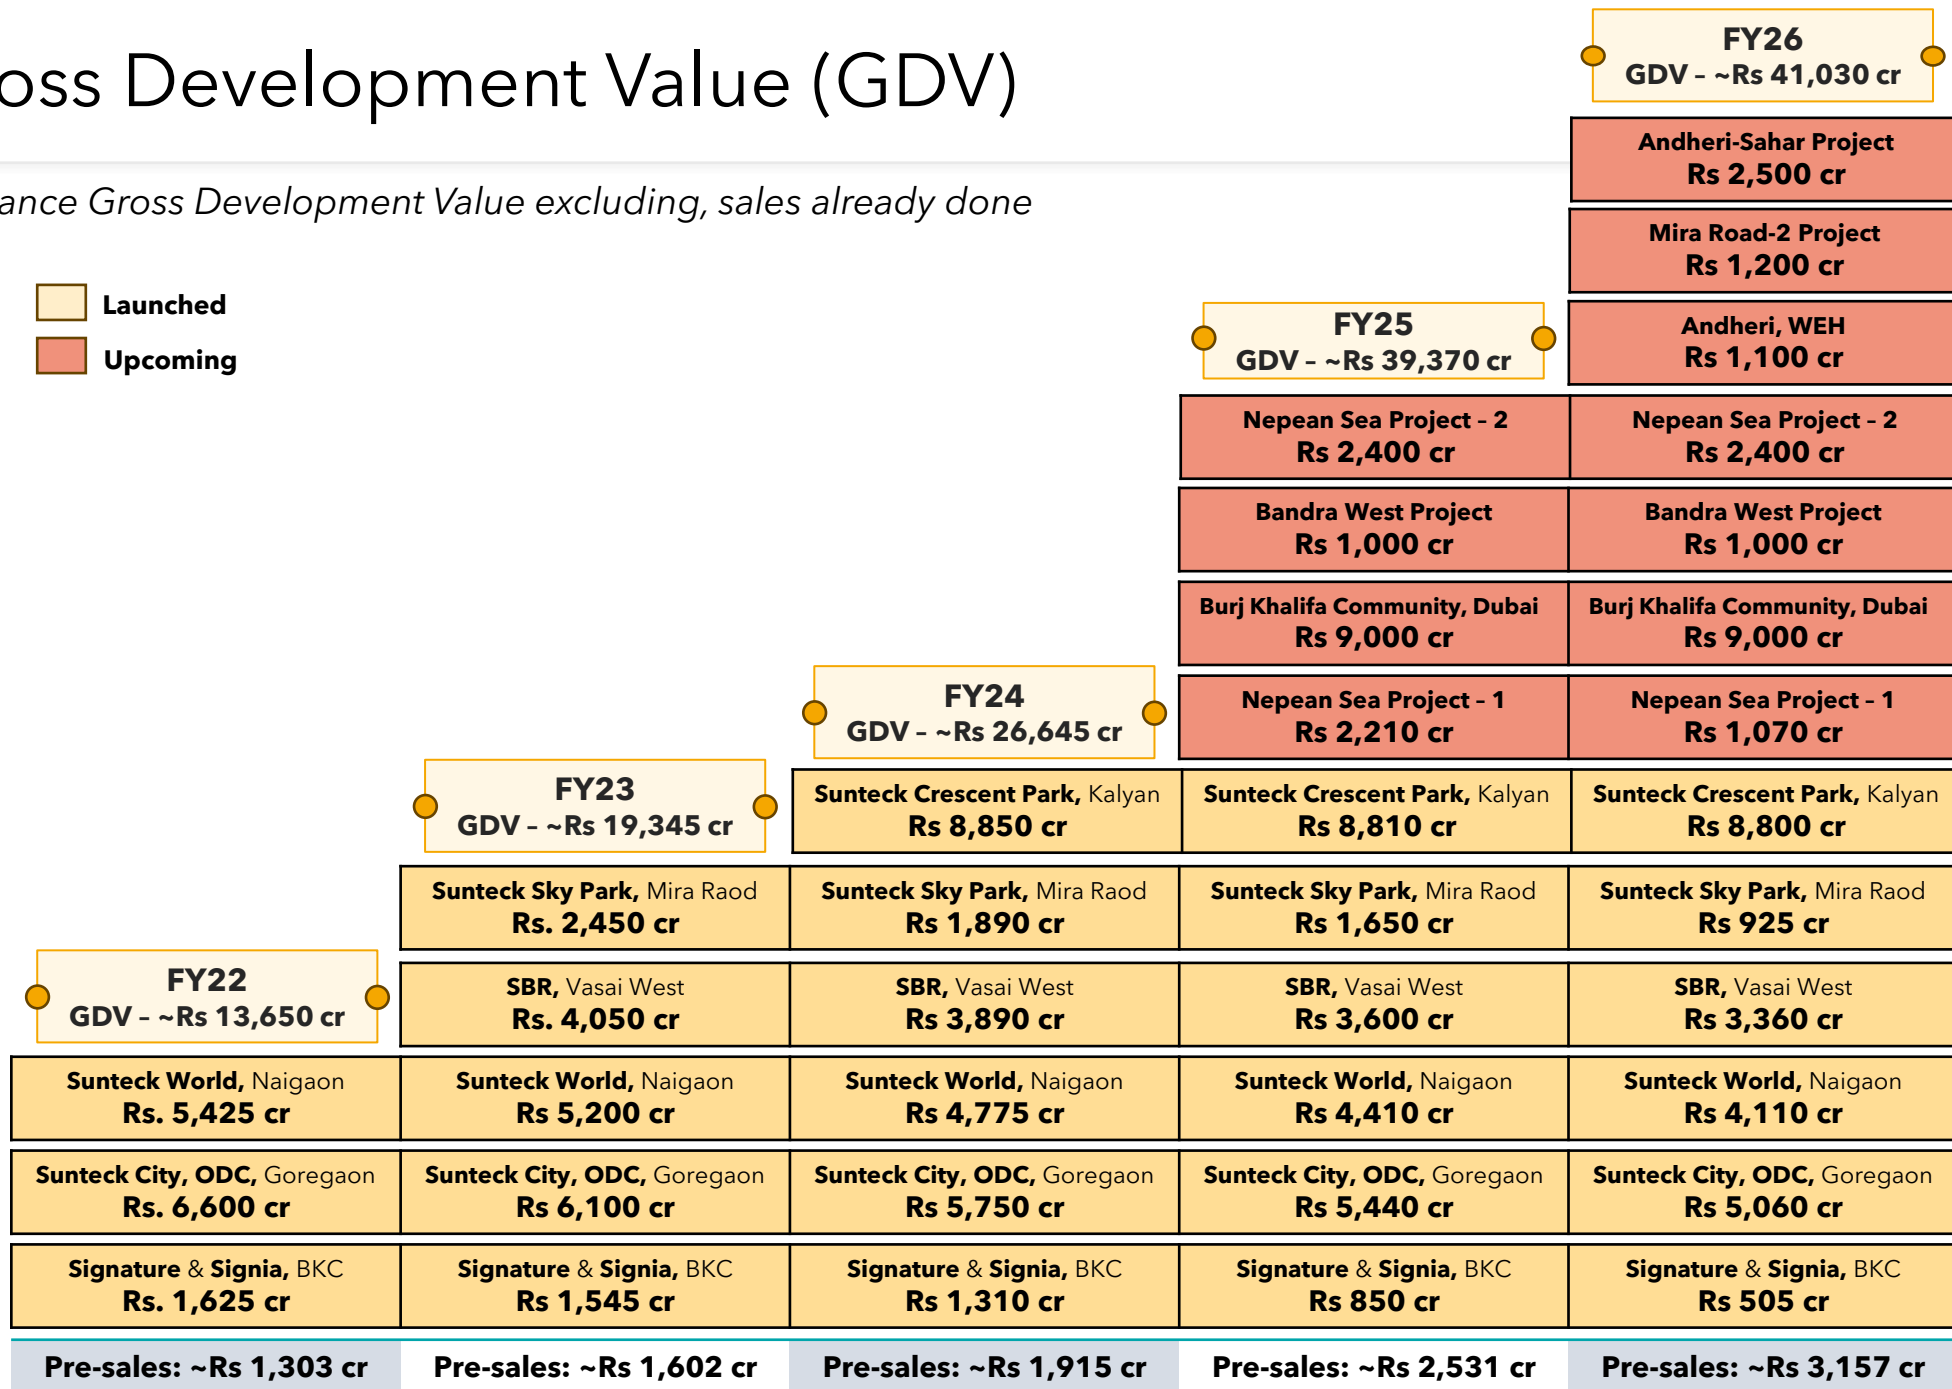 oss Development Value (GDV)
ance Gross Development Value excluding, sales already done
Launched
Upcoming
FY22
GDV – ~Rs 13,650 cr
Sunteck World, Naigaon
Rs. 5,425 cr
Sunteck City, ODC, Goregaon
Rs. 6,600 cr
Signature & Signia, BKC
Rs. 1,625 cr
Pre-sales: ~Rs 1,303 cr
FY23
GDV – ~Rs 19,345 cr
Sunteck Sky Park, Mira Raod
Rs. 2,450 cr
SBR, Vasai West
Rs. 4,050 cr
Sunteck World, Naigaon
Rs 5,200 cr
Sunteck City, ODC, Goregaon
Rs 6,100 cr
Signature & Signia, BKC
Rs 1,545 cr
Pre-sales: ~Rs 1,602 cr
FY24
GDV – ~Rs 26,645 cr
Sunteck Crescent Park, Kalyan
Rs 8,850 cr
Sunteck Sky Park, Mira Raod
Rs 1,890 cr
SBR, Vasai West
Rs 3,890 cr
Sunteck World, Naigaon
Rs 4,775 cr
Sunteck City, ODC, Goregaon
Rs 5,750 cr
Signature & Signia, BKC
Rs 1,310 cr
Pre-sales: ~Rs 1,915 cr
FY25
GDV – ~Rs 39,370 cr
Nepean Sea Project – 2
Rs 2,400 cr
Bandra West Project
Rs 1,000 cr
Burj Khalifa Community, Dubai
Rs 9,000 cr
Nepean Sea Project – 1
Rs 2,210 cr
Sunteck Crescent Park, Kalyan
Rs 8,810 cr
Sunteck Sky Park, Mira Raod
Rs 1,650 cr
SBR, Vasai West
Rs 3,600 cr
Sunteck World, Naigaon
Rs 4,410 cr
Sunteck City, ODC, Goregaon
Rs 5,440 cr
Signature & Signia, BKC
Rs 850 cr
Pre-sales: ~Rs 2,531 cr
FY26
GDV – ~Rs 41,030 cr
Andheri-Sahar Project
Rs 2,500 cr
Mira Road-2 Project
Rs 1,200 cr
Andheri, WEH
Rs 1,100 cr
Nepean Sea Project – 2
Rs 2,400 cr
Bandra West Project
Rs 1,000 cr
Burj Khalifa Community, Dubai
Rs 9,000 cr
Nepean Sea Project – 1
Rs 1,070 cr
Sunteck Crescent Park, Kalyan
Rs 8,800 cr
Sunteck Sky Park, Mira Raod
Rs 925 cr
SBR, Vasai West
Rs 3,360 cr
Sunteck World, Naigaon
Rs 4,110 cr
Sunteck City, ODC, Goregaon
Rs 5,060 cr
Signature & Signia, BKC
Rs 505 cr
Pre-sales: ~Rs 3,157 cr